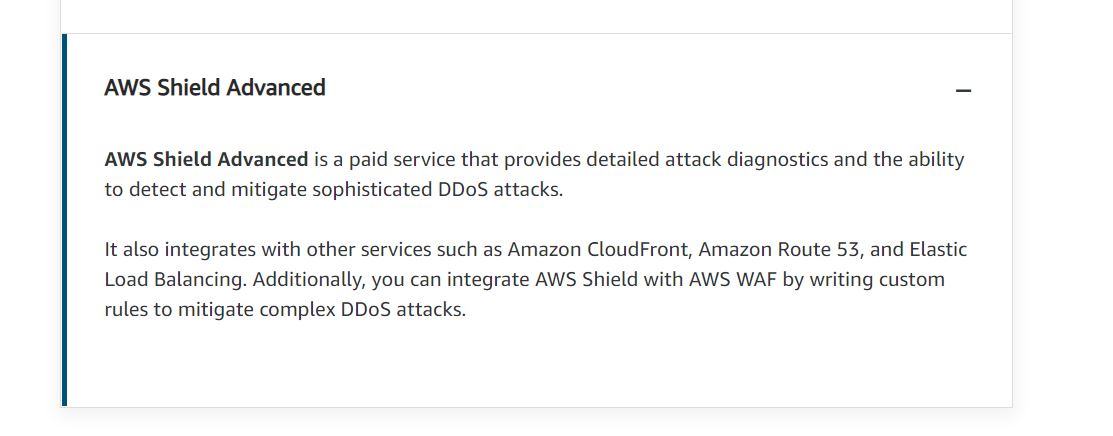 AWS Shield Advanced
AWS Shield Advanced is a paid service that provides detailed attack diagnostics and the ability
to detect and mitigate sophisticated DDoS attacks.
It also integrates with other services such as Amazon CloudFront, Amazon Route 53, and Elastic
Load Balancing. Additionally, you can integrate AWS Shield with AWS WAF by writing custom
rules to mitigate complex DDoS attacks.